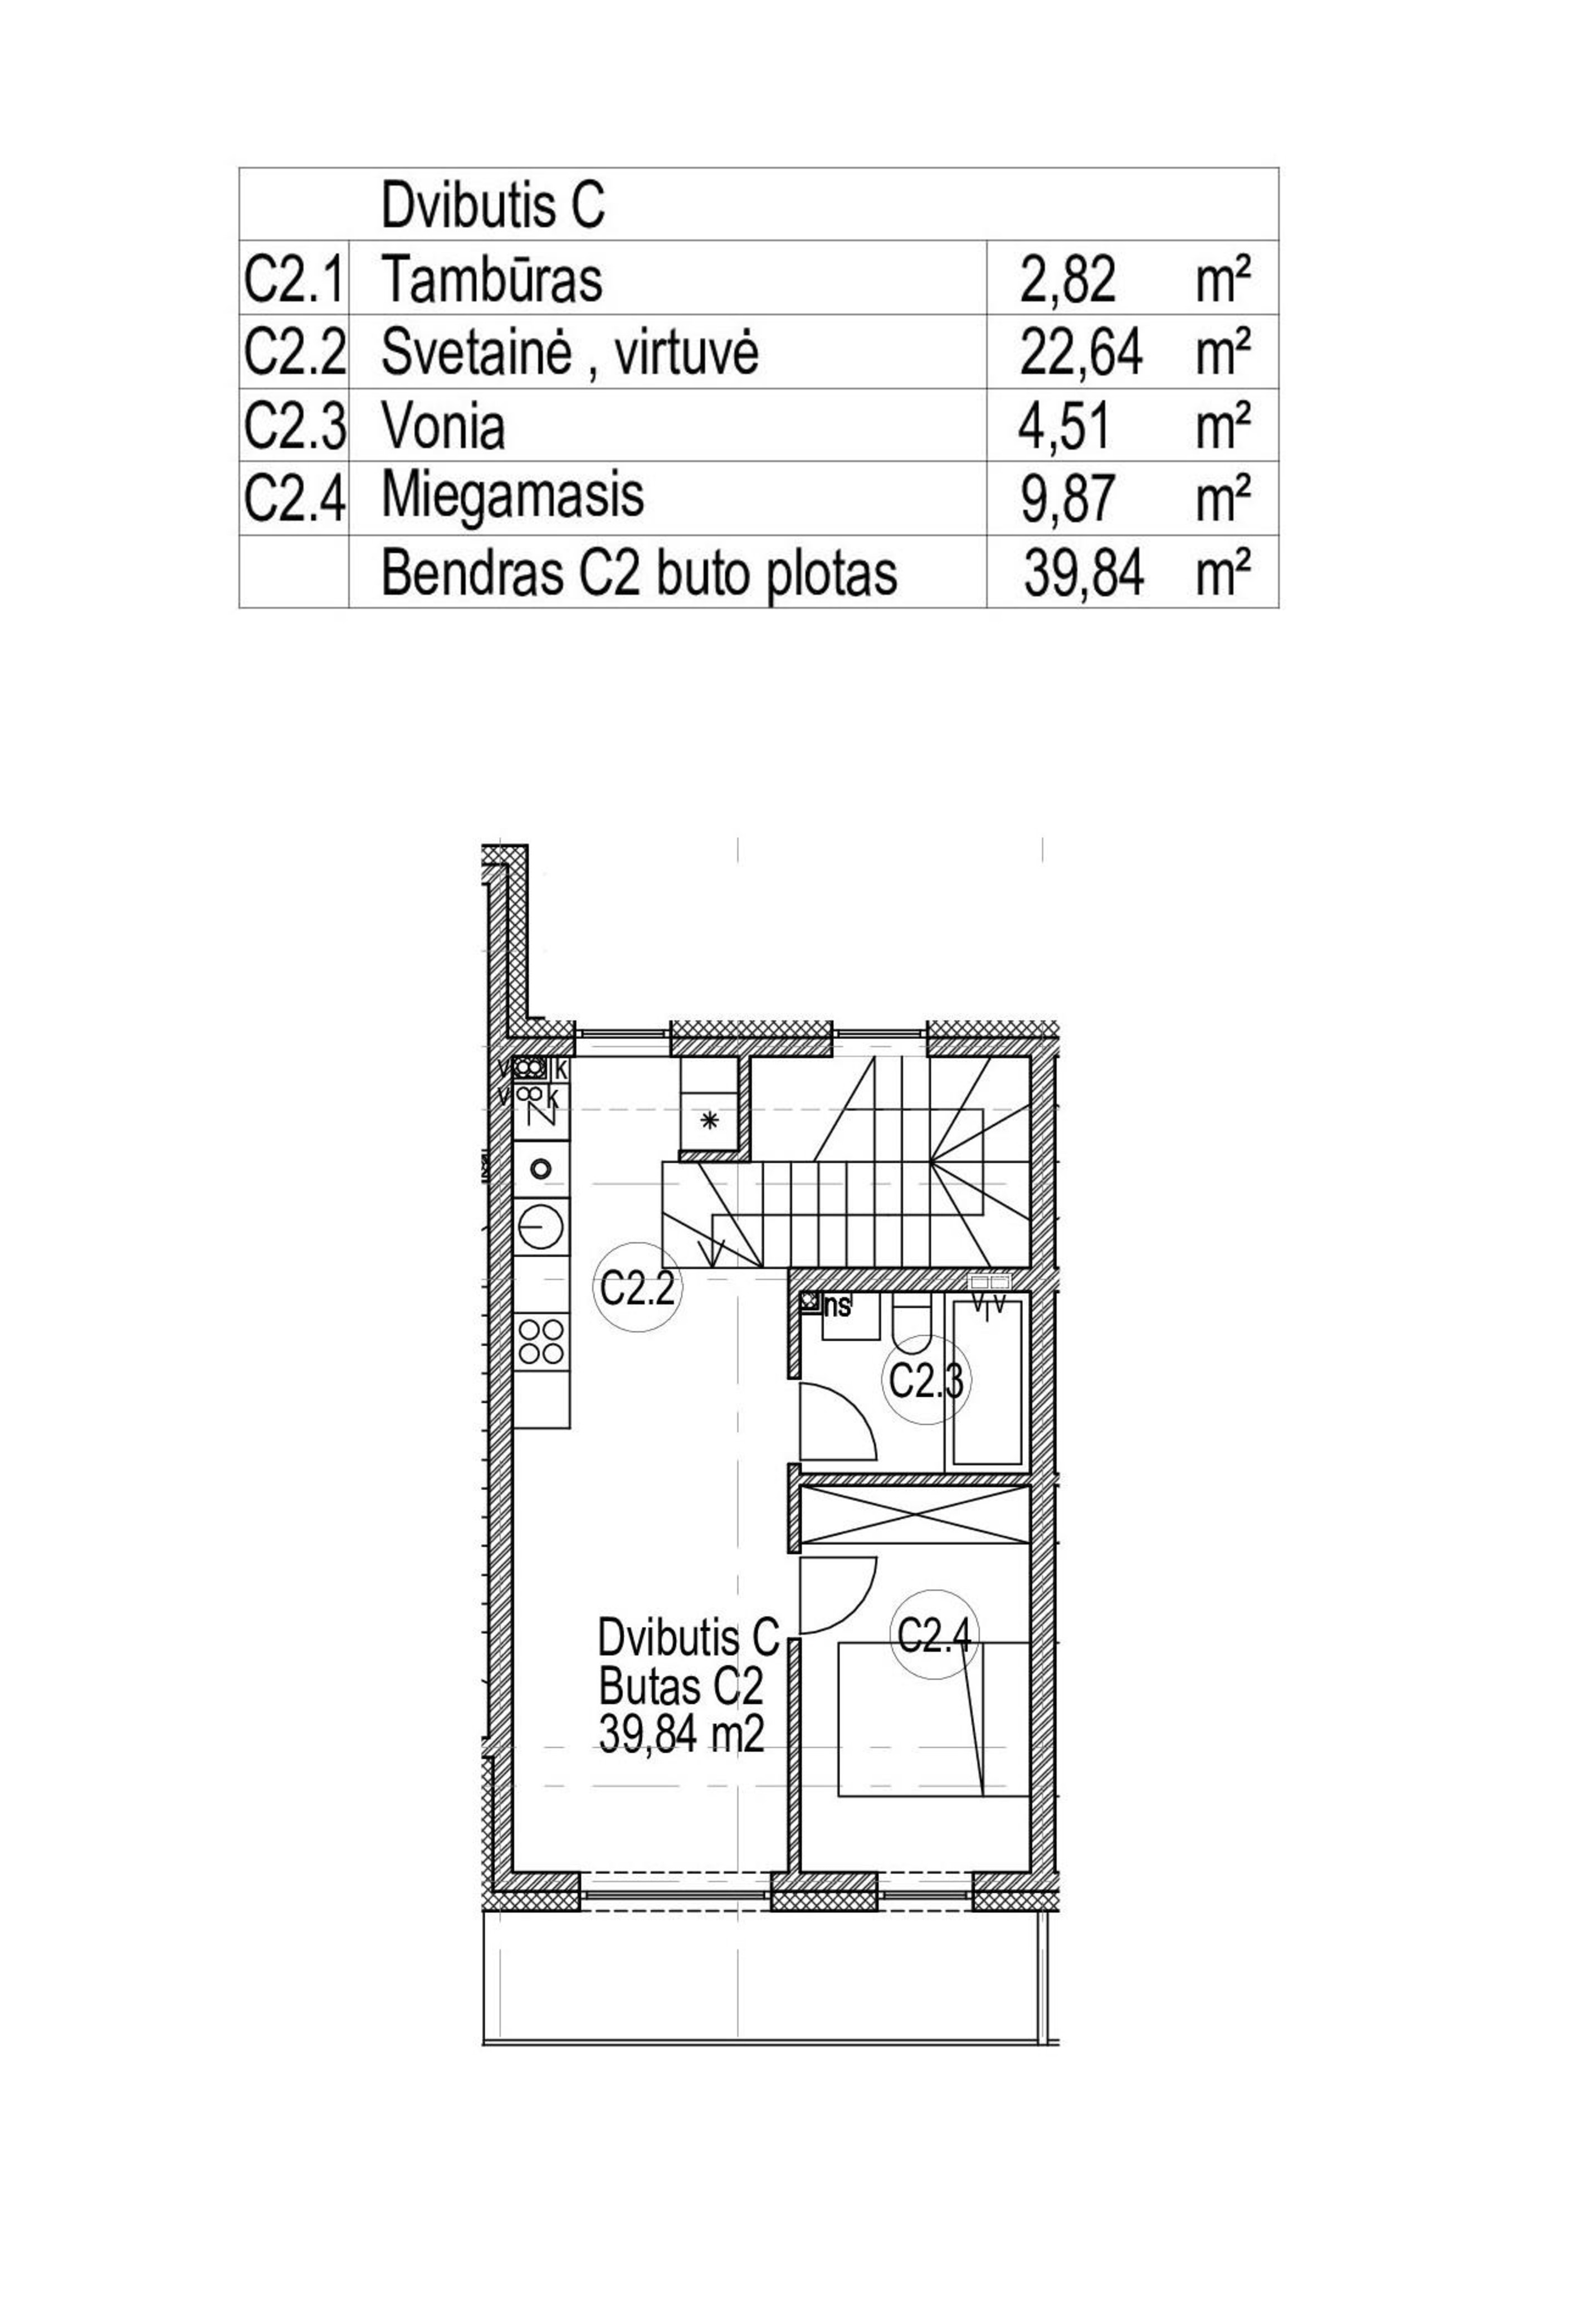 Dvibutis C
C2.1 Tambūras 2,82 m²
C2.2 Svetainė , virtuvė 22,64 m²
C2.3 Vonia 4,51 m²
C2.4 Miegamasis 9,87 m²
Bendras C2 buto plotas 39,84 m²
v k
v k
C2.2
ns
v v
C2.3
C2.4
Dvibutis C
Butas C2
39,84 m2